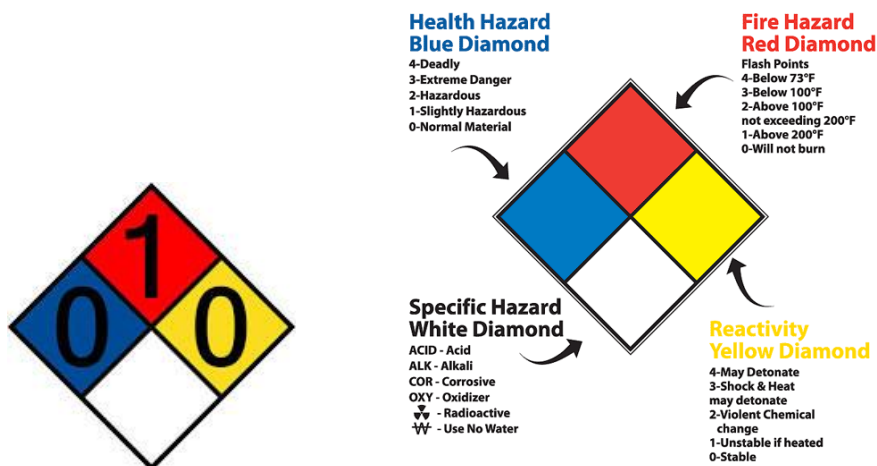 1
0
0
Health Hazard
Blue Diamond
4-Deadly
3-Extreme Danger
2-Hazardous
1-Slightly Hazardous
0-Normal Material
Fire Hazard
Red Diamond
Flash Points
4-Below 73°F
3-Below 100°F
2-Above 100°F
not exceeding 200°F
1-Above 200°F
0-Will not burn
Specific Hazard
White Diamond
ACID - Acid
ALK - Alkali
COR - Corrosive
OXY - Oxidizer
- Radioactive
W - Use No Water
Reactivity
Yellow Diamond
4-May Detonate
3-Shock & Heat
may detonate
2-Violent Chemical
change
1-Unstable if heated
0-Stable